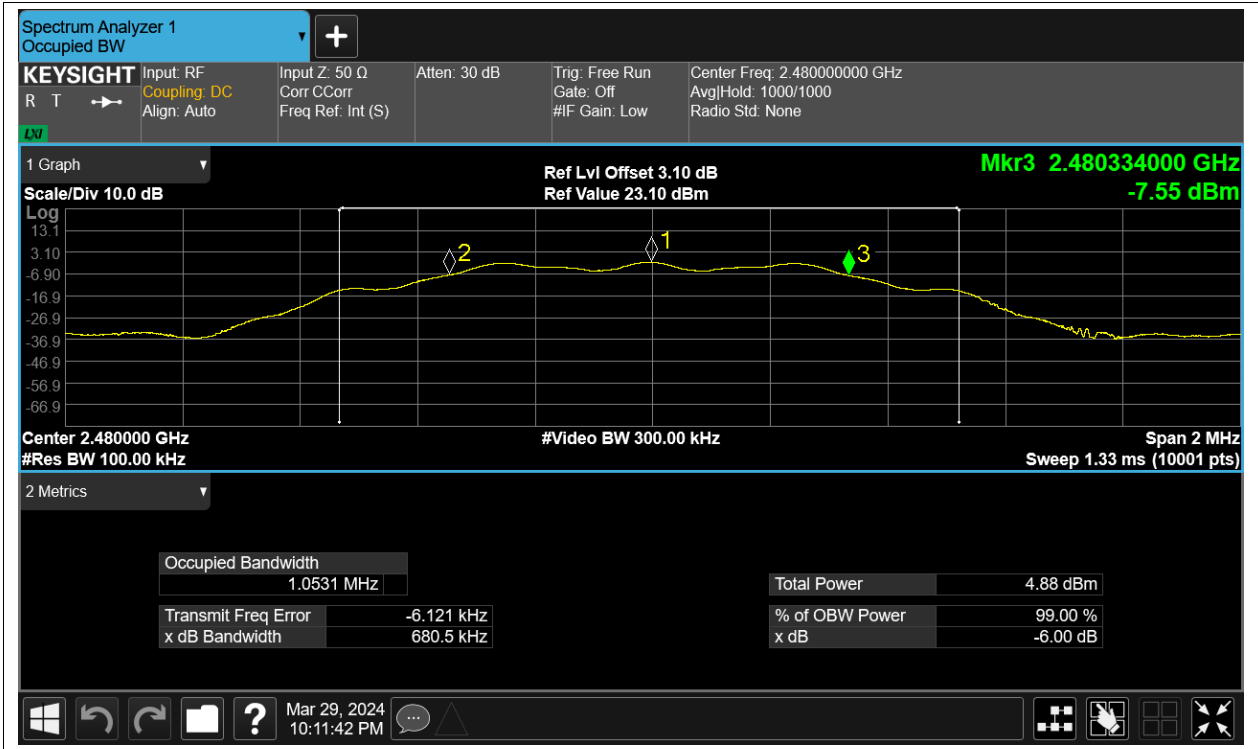 Spectrum Analyzer 1
Occupied BW
+
KEYSIGHT
R T
LXI
Input: RF
Coupling: DC
Align: Auto
Input Z: 50 Ω
Corr CCorr
Freq Ref: Int (S)
Atten: 30 dB
Trig: Free Run
Gate: Off
#IF Gain: Low
Center Freq: 2.480000000 GHz
Avg|Hold: 1000/1000
Radio Std: None
1 Graph
Scale/Div 10.0 dB
Ref Lvl Offset 3.10 dB
Ref Value 23.10 dBm
Mkr3 2.480334000 GHz
-7.55 dBm
Log
13.1
3.10
-6.90
-16.9
-26.9
-36.9
-46.9
-56.9
-66.9
2
1
3
Center 2.480000 GHz
#Res BW 100.00 kHz
#Video BW 300.00 kHz
Span 2 MHz
Sweep 1.33 ms (10001 pts)
2 Metrics
Occupied Bandwidth
1.0531 MHz
Transmit Freq Error -6.121 kHz
x dB Bandwidth 680.5 kHz
Total Power 4.88 dBm
% of OBW Power 99.00 %
x dB -6.00 dB
?
Mar 29, 2024
10:11:42 PM